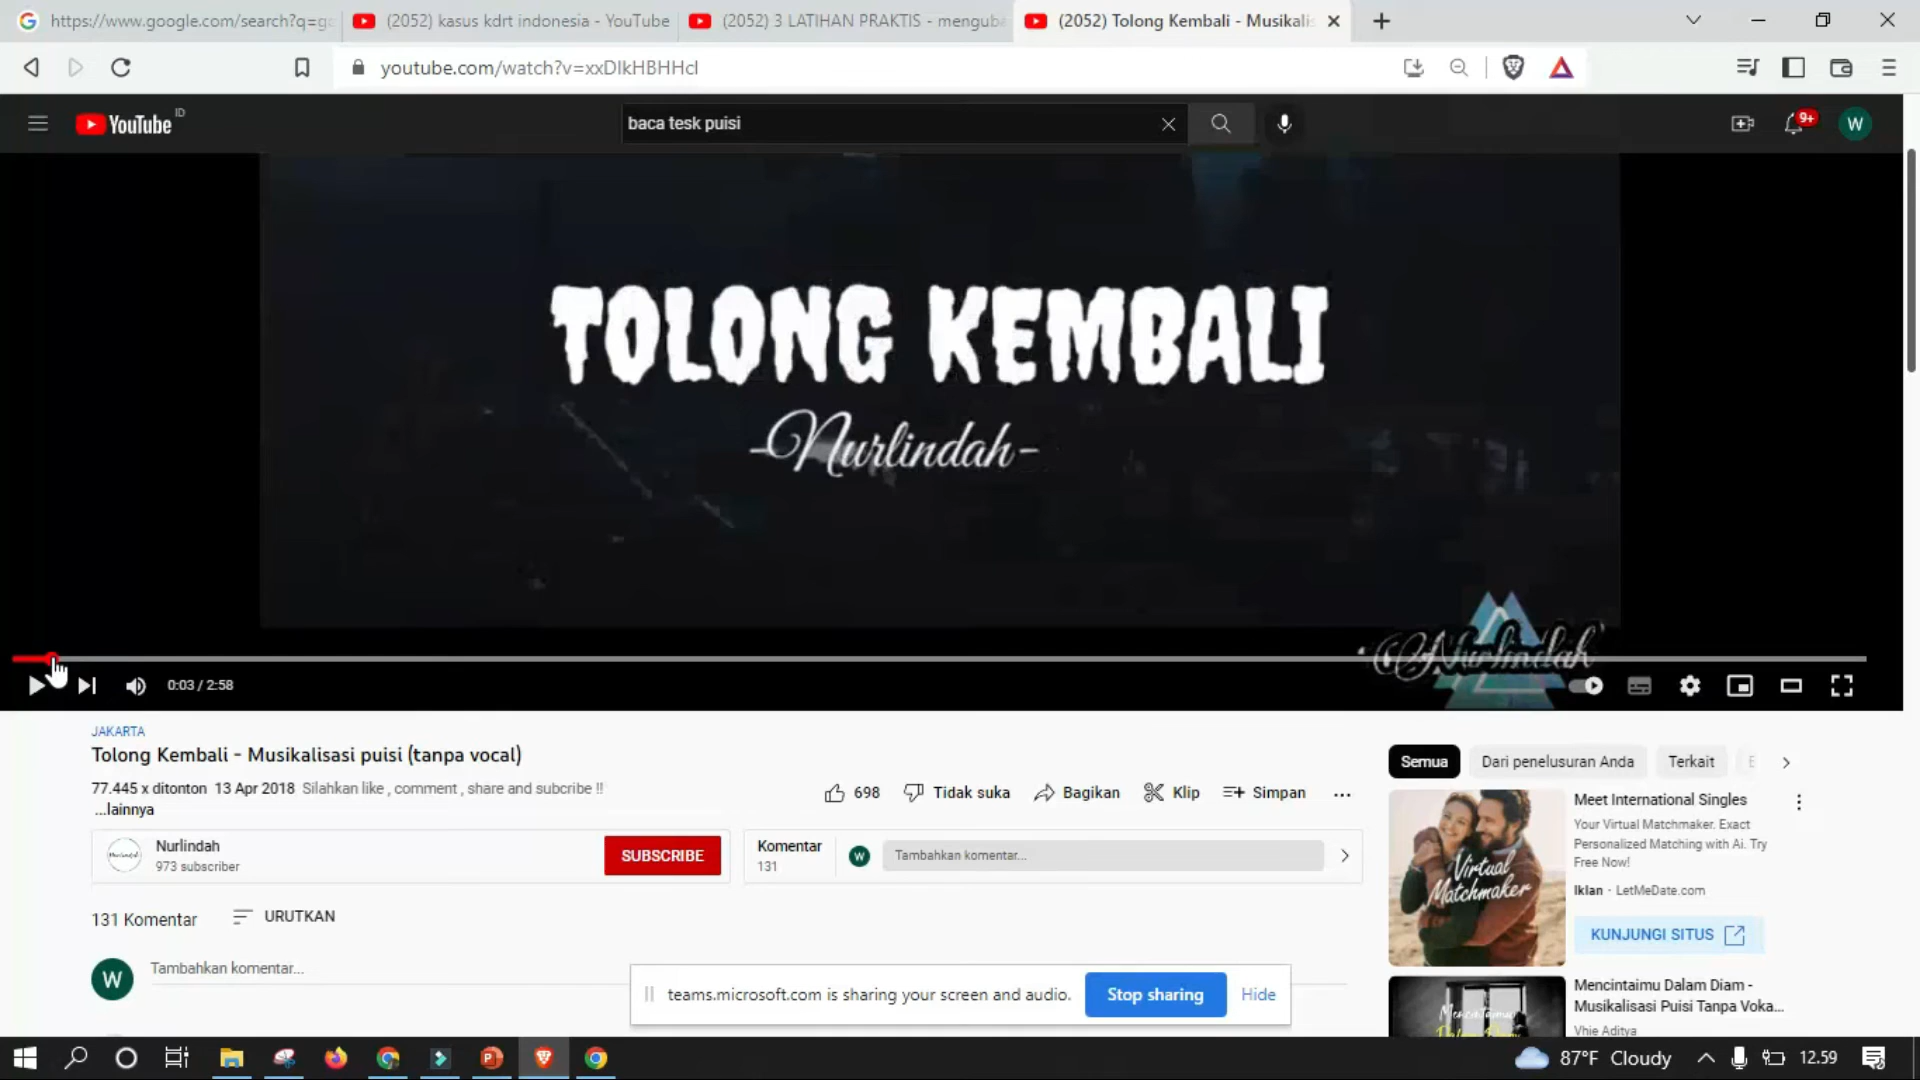 https://www.google.com/search?q=g
(2052) kasus kdrt indonesia - YouTube
(2052) 3 LATIHAN PRAKTIS - menguba
(2052) Tolong Kembali - Musikalis
youtube.com/watch?v=xxDlkHBHHcI
YouTube ID
baca tesk puisi
9+
W
TOLONG KEMBALI
-Nurlindah-
Nurlindah
0:03 / 2:58
JAKARTA
Tolong Kembali - Musikalisasi puisi (tanpa vocal)
77.445 x ditonton 13 Apr 2018 Silahkan like , comment , share and subcribe !!
...lainnya
698 Tidak suka Bagikan Klip Simpan
Nurlindah
973 subscriber
SUBSCRIBE
Komentar
131
W
Tambahkan komentar...
131 Komentar
URUTKAN
W
Tambahkan komentar...
Semua Dari penelusuran Anda Terkait
Meet International Singles
Your Virtual Matchmaker. Exact
Personalized Matching with Ai. Try
Free Now!
Iklan · LetMeDate.com
KUNJUNGI SITUS
Virtual
Matchmaker
Mencintaimu Dalam Diam -
Musikalisasi Puisi Tanpa Voka...
Vhie Aditya
teams.microsoft.com is sharing your screen and audio.
Stop sharing
Hide
87°F Cloudy
12.59